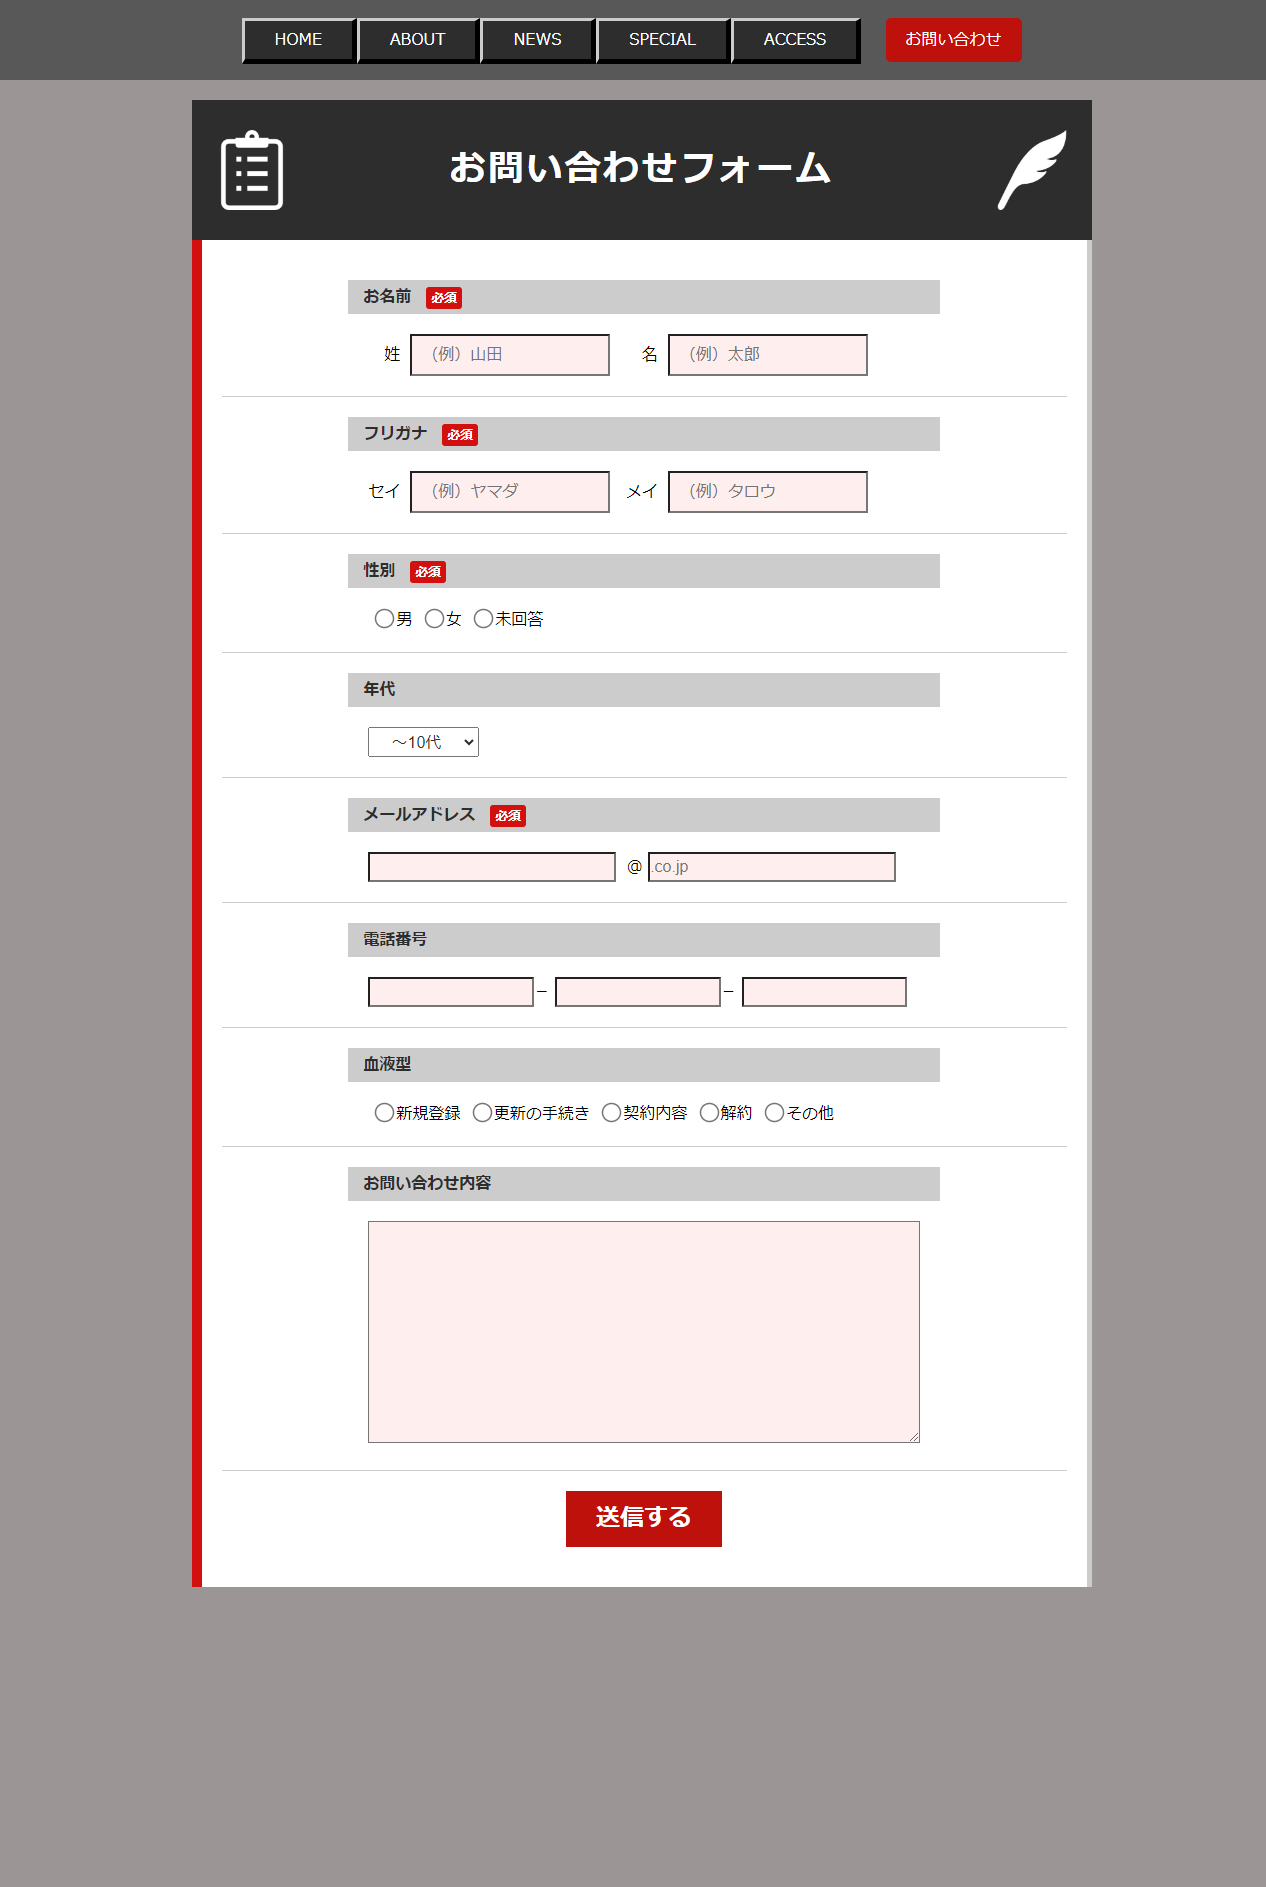 HOME ABOUT NEWS SPECIAL ACCESS お問い合わせ
お問い合わせフォーム
お名前 必須
姓 （例）山田 名 （例）太郎
フリガナ 必須
セイ （例）ヤマダ メイ （例）タロウ
性別 必須
男 女 未回答
年代
～10代
メールアドレス 必須
@ .co.jp
電話番号
– –
血液型
新規登録 更新の手続き 契約内容 解約 その他
お問い合わせ内容
送信する